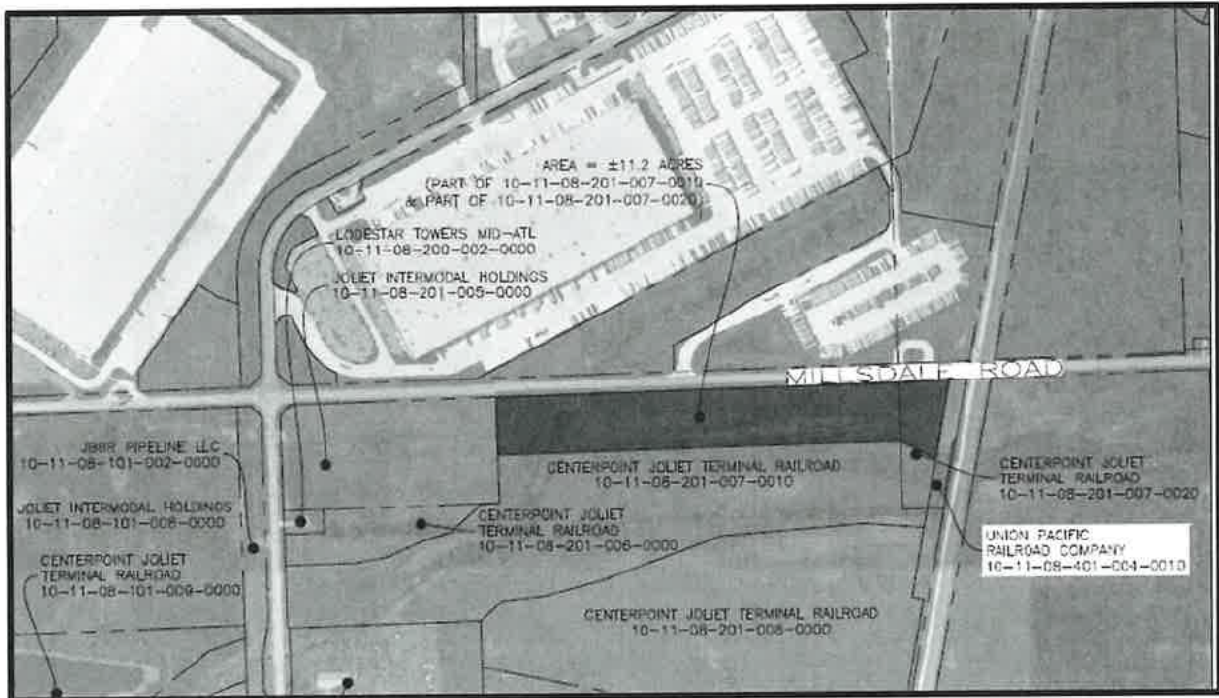 AREA = ±11.2 ACRES
(PART OF 10-11-08-201-007-0010
& PART OF 10-11-08-201-007-0020)
LODESTAR TOWERS MID-ATL
10-11-08-200-002-0000
JOLIET INTERMODAL HOLDINGS
10-11-08-201-005-0000
MILLSDALE ROAD
JBBR PIPELINE LLC
10-11-08-101-002-0000
CENTERPOINT JOLIET TERMINAL RAILROAD
10-11-08-201-007-0010
CENTERPOINT JOLIET
TERMINAL RAILROAD
10-11-08-201-007-0020
JOLIET INTERMODAL HOLDINGS
10-11-08-101-008-0000
CENTERPOINT JOLIET
TERMINAL RAILROAD
10-11-08-201-006-0000
UNION PACIFIC
RAILROAD COMPANY
10-11-08-401-004-0010
CENTERPOINT JOLIET
TERMINAL RAILROAD
10-11-08-101-009-0000
CENTERPOINT JOLIET TERMINAL RAILROAD
10-11-08-201-008-0000